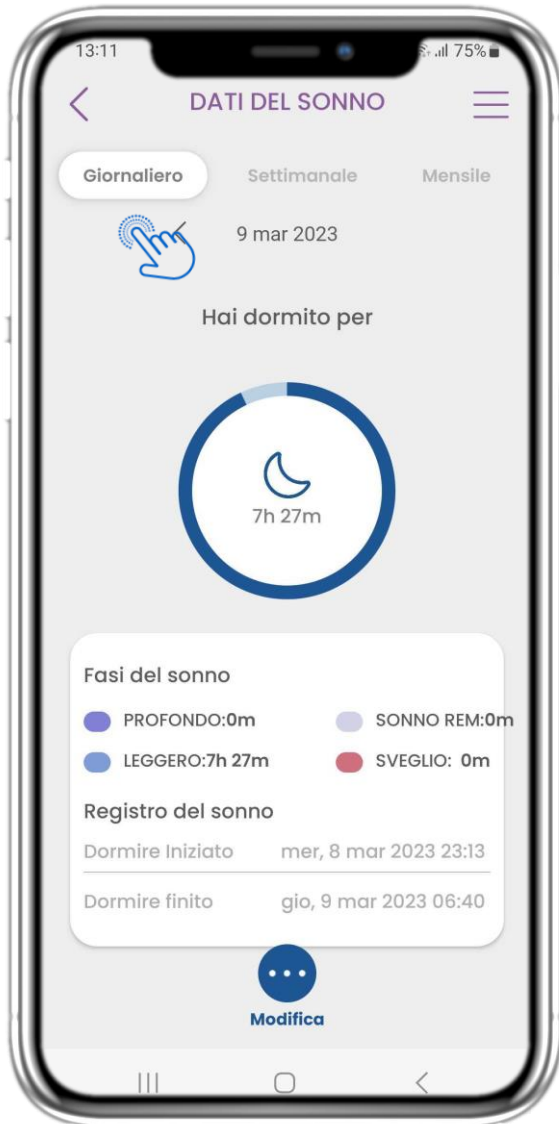 13:11 75%
DATI DEL SONNO
Giornaliero Settimanale Mensile
9 mar 2023
Hai dormito per
7h 27m
Fasi del sonno
PROFONDO:0m SONNO REM:0m
LEGGERO:7h 27m SVEGLIO: 0m
Registro del sonno
Dormire Iniziato mer, 8 mar 2023 23:13
Dormire finito gio, 9 mar 2023 06:40
Modifica